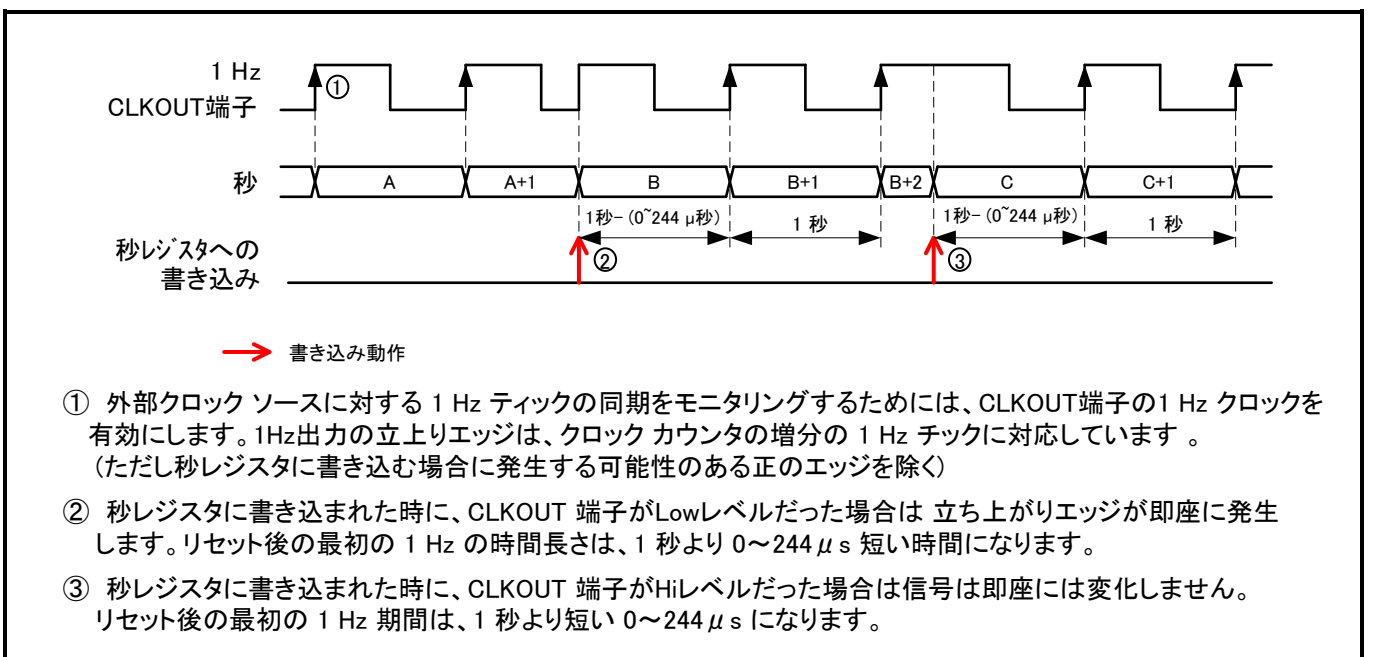 1 Hz
CLKOUT端子
①
秒
A
A+1
B
B+1
B+2
C
C+1
1秒-(0~244 μ秒)
1 秒
1秒-(0~244 μ秒)
1 秒
秒レジスタへの
書き込み
②
③
書き込み動作
① 外部クロック ソースに対する 1 Hz ティックの同期をモニタリングするためには、CLKOUT端子の1 Hz クロックを
有効にします。1Hz出力の立上りエッジは、クロック カウンタの増分の 1 Hz チックに対応しています 。
(ただし秒レジスタに書き込む場合に発生する可能性のある正のエッジを除く)
② 秒レジスタに書き込まれた時に、CLKOUT 端子がLowレベルだった場合は 立ち上がりエッジが即座に発生
します。リセット後の最初の 1 Hz の時間長さは、1 秒より 0～244μs 短い時間になります。
③ 秒レジスタに書き込まれた時に、CLKOUT 端子がHiレベルだった場合は信号は即座には変化しません。
リセット後の最初の 1 Hz 期間は、1 秒より短い 0～244μs になります。